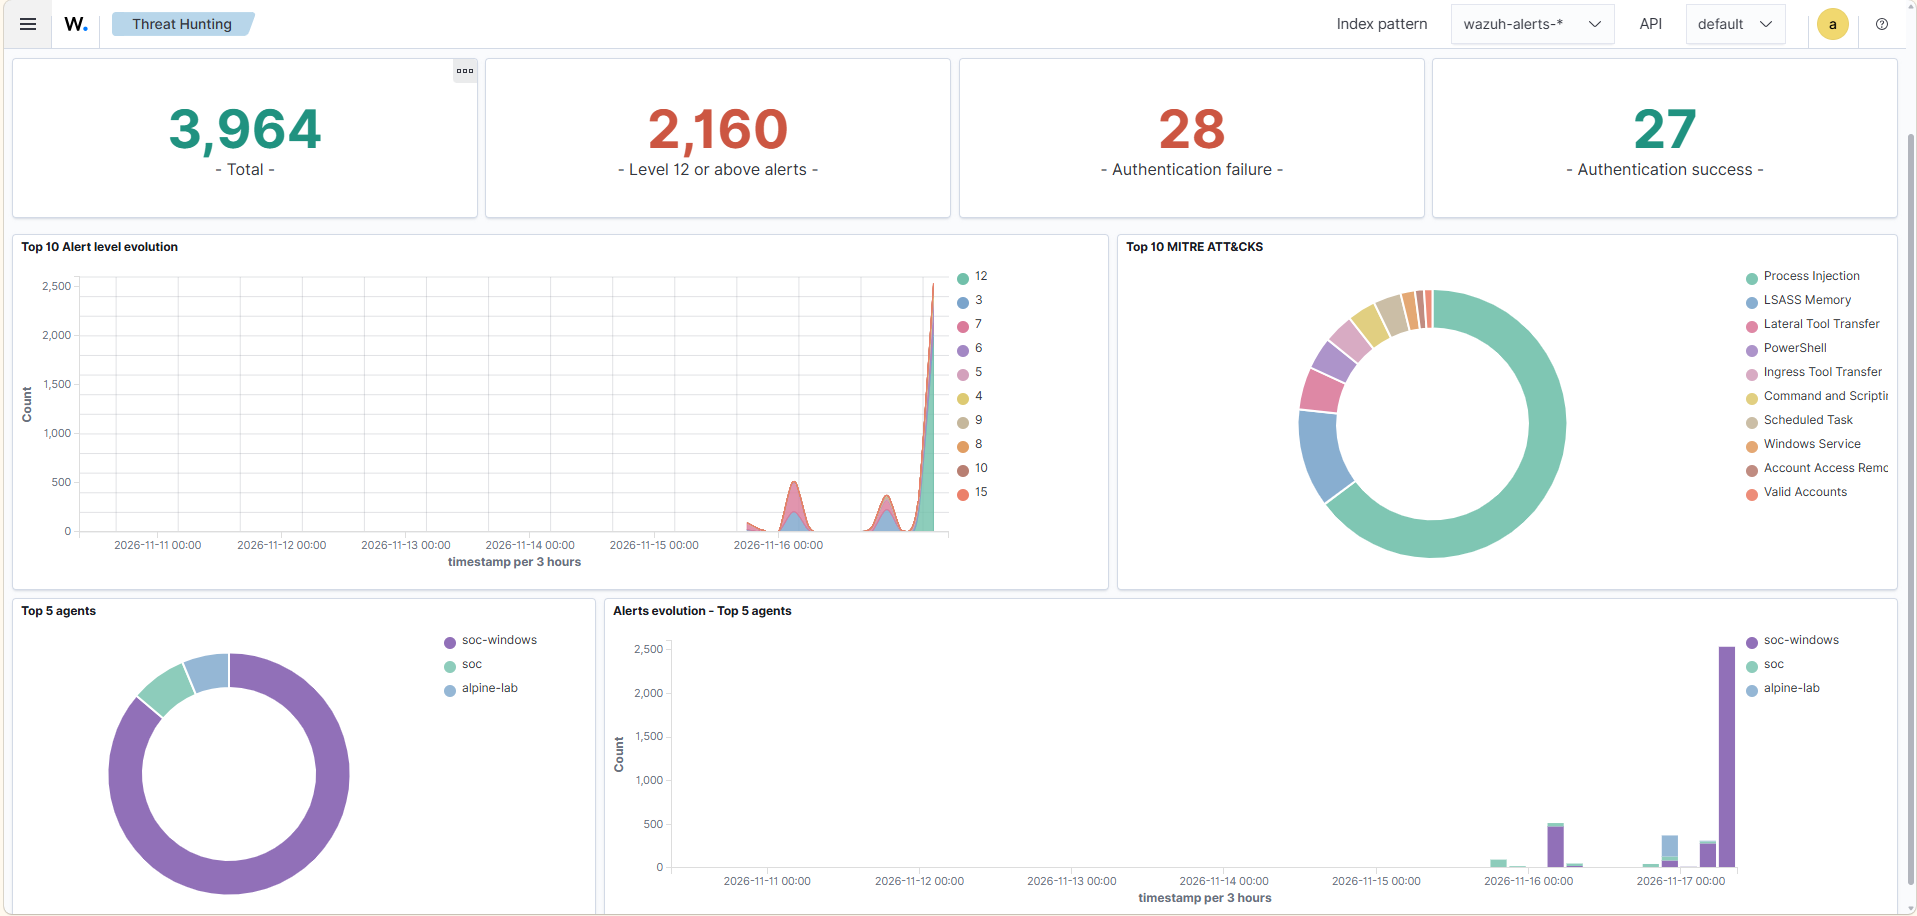 W. Threat Hunting Index pattern wazuh-alerts-* API default a
3,964
- Total -
2,160
- Level 12 or above alerts -
28
- Authentication failure -
27
- Authentication success -
Top 10 Alert level evolution
Count
2,500
2,000
1,500
1,000
500
0
2026-11-11 00:00 2026-11-12 00:00 2026-11-13 00:00 2026-11-14 00:00 2026-11-15 00:00 2026-11-16 00:00
timestamp per 3 hours
12
3
7
6
5
4
9
8
10
15
Top 10 MITRE ATT&CKS
Process Injection
LSASS Memory
Lateral Tool Transfer
PowerShell
Ingress Tool Transfer
Command and Scriptin
Scheduled Task
Windows Service
Account Access Remo
Valid Accounts
Top 5 agents
soc-windows
soc
alpine-lab
Alerts evolution - Top 5 agents
Count
2,500
2,000
1,500
1,000
500
0
2026-11-11 00:00 2026-11-12 00:00 2026-11-13 00:00 2026-11-14 00:00 2026-11-15 00:00 2026-11-16 00:00 2026-11-17 00:00
timestamp per 3 hours
soc-windows
soc
alpine-lab